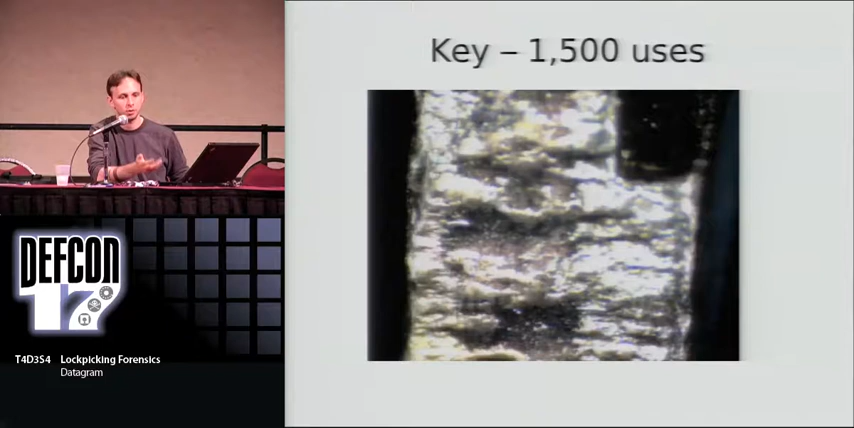 Key – 1,500 uses
DEFCON
17
T4D3S4 Lockpicking Forensics
Datagram